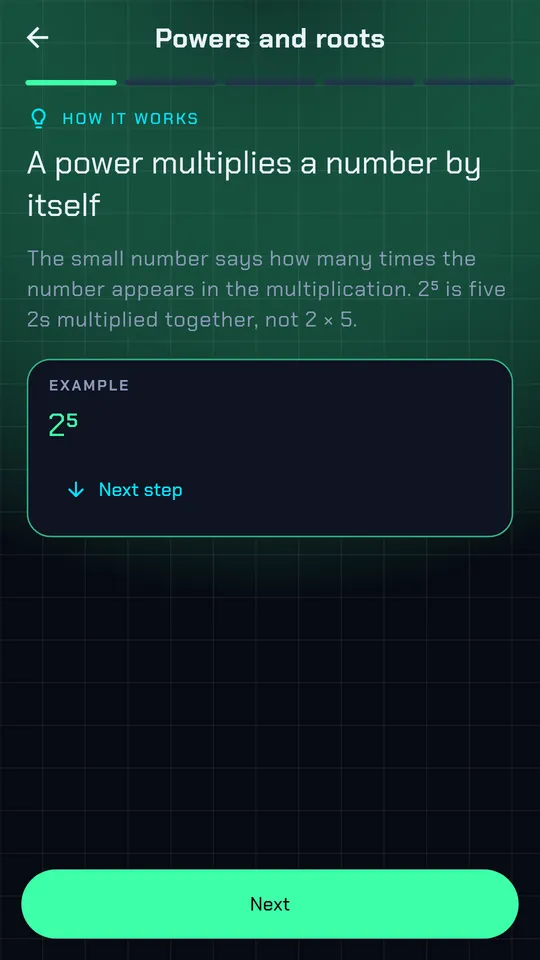 Powers and roots
HOW IT WORKS
A power multiplies a number by
itself
The small number says how many times the
number appears in the multiplication. 2⁵ is five
2s multiplied together, not 2 × 5.
EXAMPLE
2⁵
Next step
Next